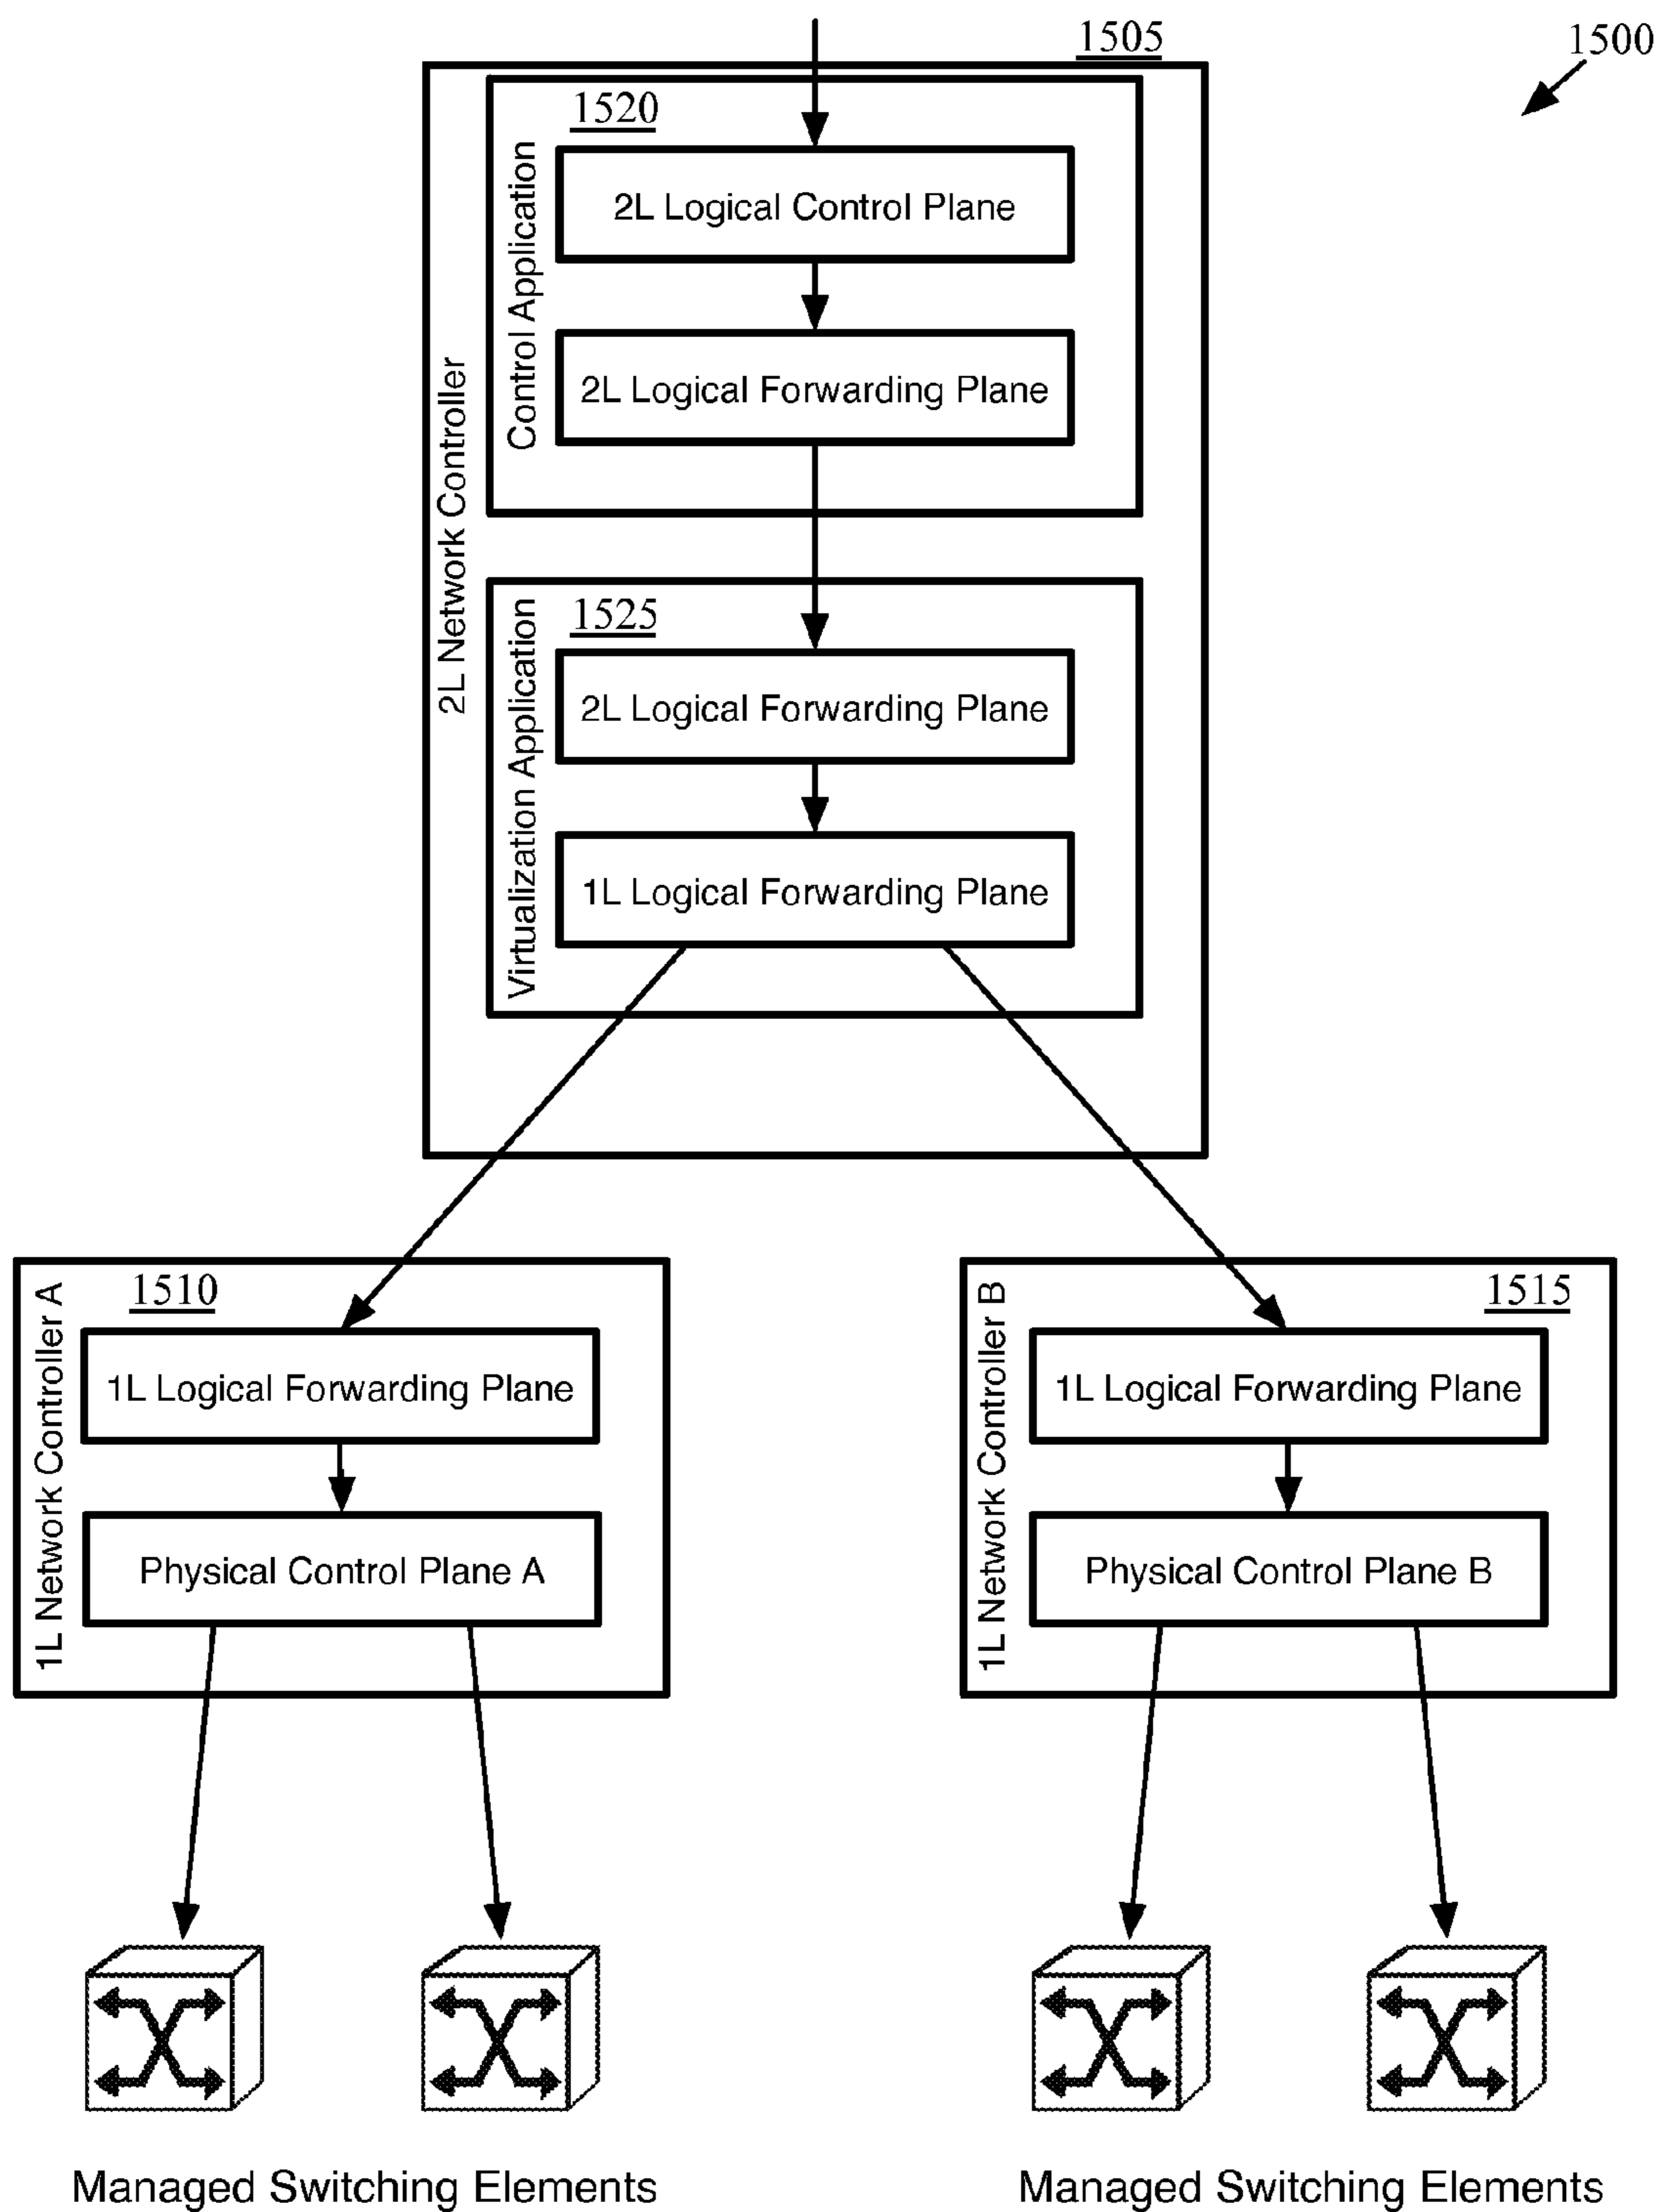 1505
1500
1520
Control Application
2L Logical Control Plane
2L Logical Forwarding Plane
2L Network Controller
1525
Virtualization Application
2L Logical Forwarding Plane
1L Logical Forwarding Plane
1510
1L Network Controller A
1L Logical Forwarding Plane
Physical Control Plane A
1515
1L Network Controller B
1L Logical Forwarding Plane
Physical Control Plane B
Managed Switching Elements
Managed Switching Elements